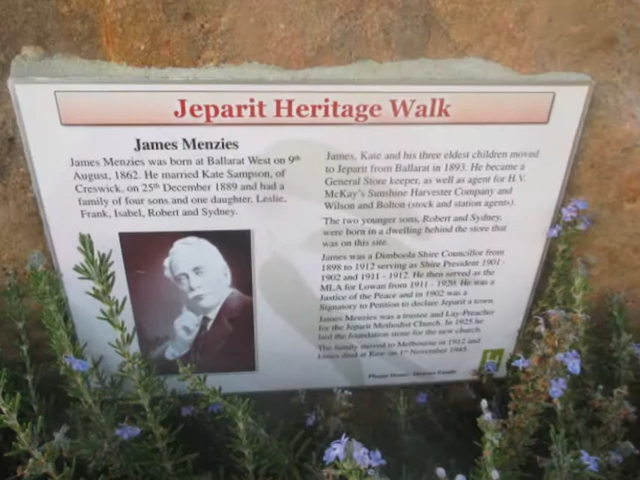 Jeparit Heritage Walk
James Menzies
James Menzies was born at Ballarat West on 9th
August, 1862. He married Kate Sampson, of
Creswick, on 25th December 1889 and had a
family of four sons and one daughter, Leslie,
Frank, Isabel, Robert and Sydney.
James, Kate and his three eldest children moved
to Jeparit from Ballarat in 1893. He became a
General Store keeper, as well as agent for H.V.
McKay's Sunshine Harvester Company and
Wilson and Bolton (stock and station agents).
The two younger sons, Robert and Sydney,
were born in a dwelling behind the store that
was on this site.
James was a Dimboola Shire Councillor from
1898 to 1912 serving as Shire President 1901 -
1902 and 1911 - 1912. He then served as the
MLA for Lowan from 1911 - 1920. He was a
Justice of the Peace and in 1902 was a
Signatory to Petition to declare Jeparit a town.
James Menzies was a trustee and Lay-Preacher
for the Jeparit Methodist Church. In 1925 he
laid the foundation stone for the new church.
The family moved to Melbourne in 1912 and
James died at Kew on 1st November 1945.